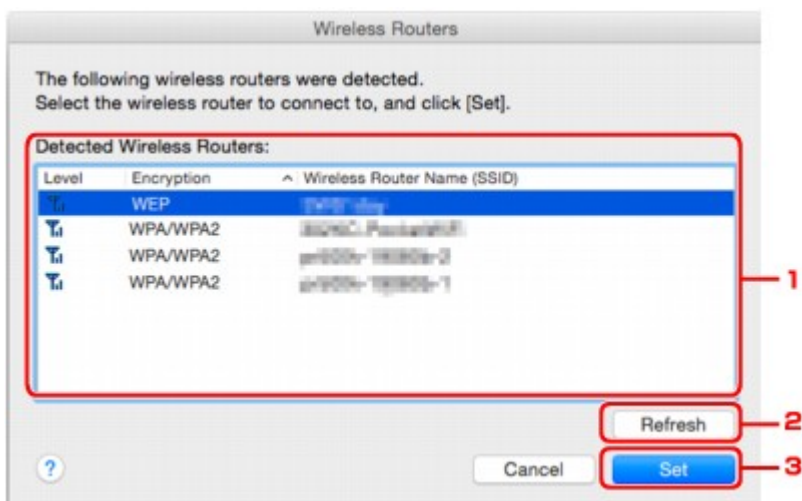 Wireless Routers
The following wireless routers were detected.
Select the wireless router to connect to, and click [Set].
Detected Wireless Routers:
Level Encryption Wireless Router Name (SSID)
WEP
WPA/WPA2
WPA/WPA2
WPA/WPA2
1
Refresh 2
? Cancel Set 3